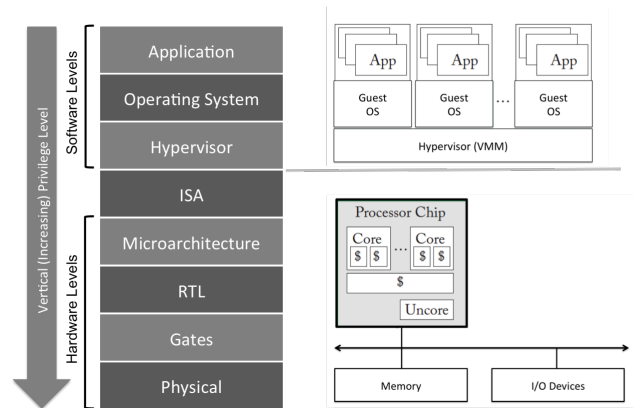 Vertical (Increasing) Privilege Level
Software Levels
Hardware Levels
Application
Operating System
Hypervisor
ISA
Microarchitecture
RTL
Gates
Physical
App
App
App
Guest
OS
Guest
OS
...
Guest
OS
Hypervisor (VMM)
Processor Chip
Core ... Core
$ $ $ $
$
Uncore
Memory
I/O Devices